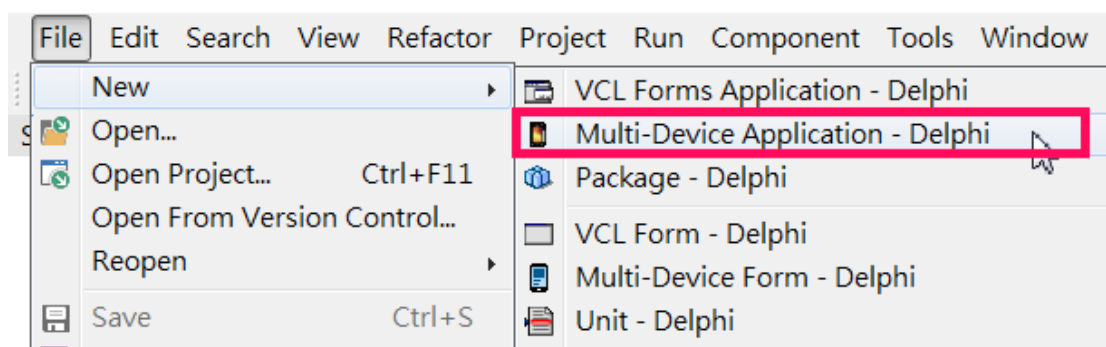 File Edit Search View Refactor Project Run Component Tools Window
New
Open...
Open Project... Ctrl+F11
Open From Version Control...
Reopen
Save Ctrl+S
VCL Forms Application - Delphi
Multi-Device Application - Delphi
Package - Delphi
VCL Form - Delphi
Multi-Device Form - Delphi
Unit - Delphi